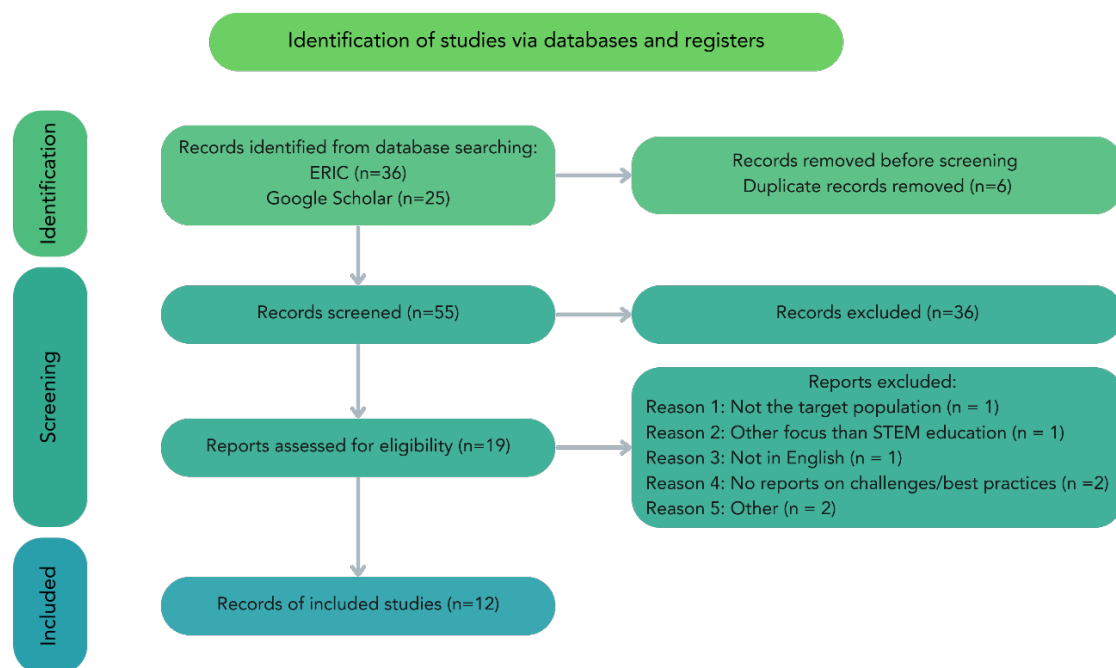 Identification of studies via databases and registers
Identification
Records identified from database searching:
ERIC (n=36)
Google Scholar (n=25)
Records removed before screening
Duplicate records removed (n=6)
Screening
Records screened (n=55)
Records excluded (n=36)
Reports assessed for eligibility (n=19)
Reports excluded:
Reason 1: Not the target population (n = 1)
Reason 2: Other focus than STEM education (n = 1)
Reason 3: Not in English (n = 1)
Reason 4: No reports on challenges/best practices (n =2)
Reason 5: Other (n = 2)
Included
Records of included studies (n=12)